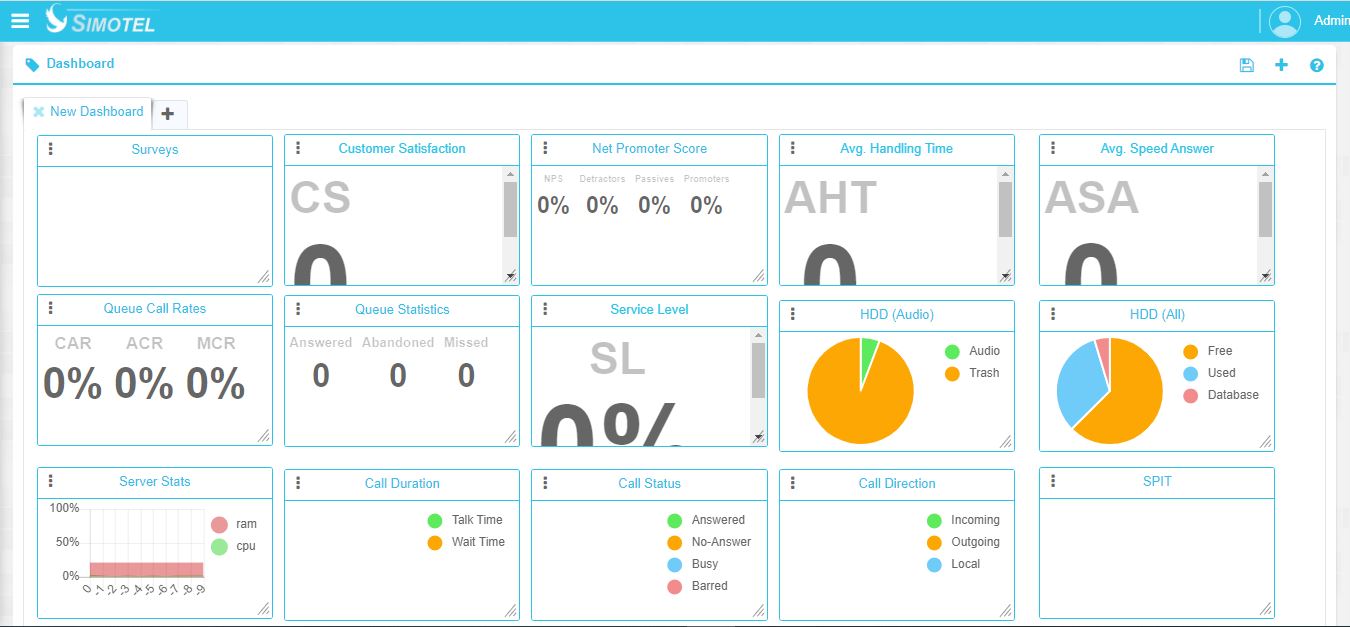 SIMOTEL
Admin
Dashboard
New Dashboard
Surveys
Customer Satisfaction
CS
0
Net Promoter Score
NPS Detractors Passives Promoters
0% 0% 0% 0%
Avg. Handling Time
AHT
0
Avg. Speed Answer
ASA
0
Queue Call Rates
CAR ACR MCR
0% 0% 0%
Queue Statistics
Answered Abandoned Missed
0 0 0
Service Level
SL
0%
HDD (Audio)
Audio
Trash
HDD (All)
Free
Used
Database
Server Stats
100%
50%
0%
0 -1 -2 -3 -4 -5 -6 -7 -8 -9
ram
cpu
Call Duration
Talk Time
Wait Time
Call Status
Answered
No-Answer
Busy
Barred
Call Direction
Incoming
Outgoing
Local
SPIT